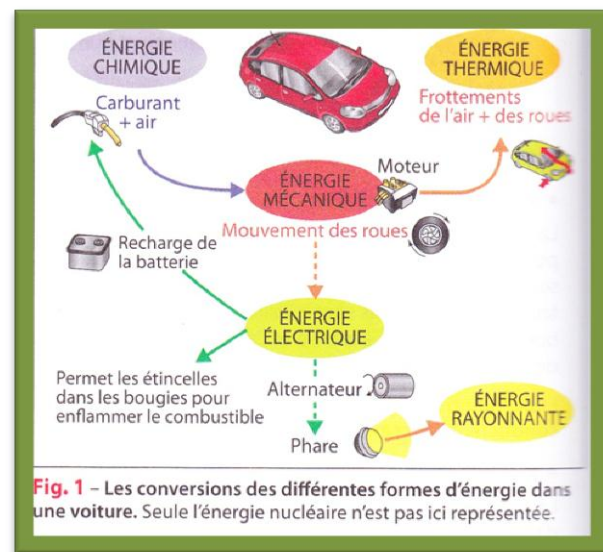 ÉNERGIE
CHIMIQUE
Carburant
+ air
ÉNERGIE
THERMIQUE
Frottements
de l'air + des roues
Moteur
ÉNERGIE
MÉCANIQUE
Mouvement des roues
Recharge de
la batterie
ÉNERGIE
ÉLECTRIQUE
Permet les étincelles
dans les bougies pour
enflammer le combustible
Alternateur
Phare
ÉNERGIE
RAYONNANTE
Fig. 1 – Les conversions des différentes formes d'énergie dans
une voiture. Seule l'énergie nucléaire n'est pas ici représentée.